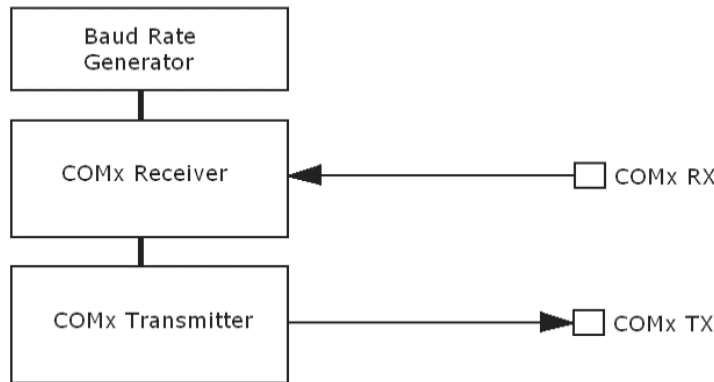 Baud Rate
Generator
COMx Receiver
COMx RX
COMx Transmitter
COMx TX